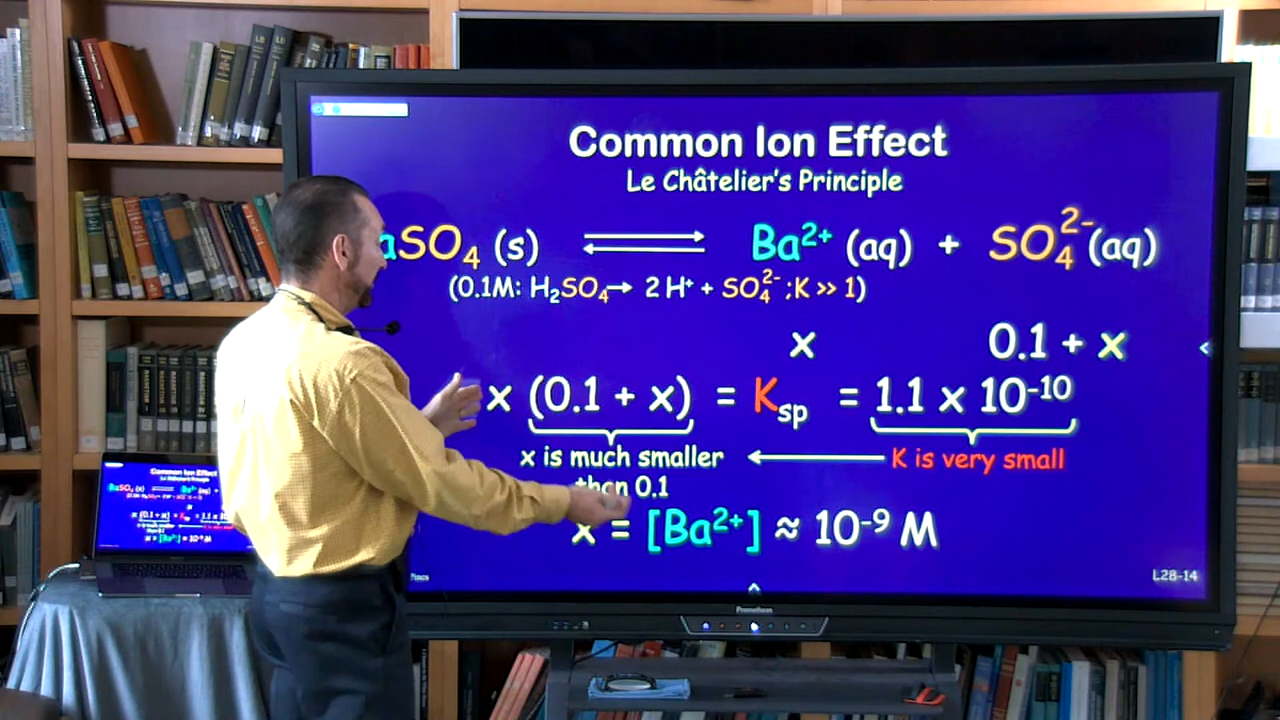 Common Ion Effect
Le Châtelier's Principle
aSO₄ (s) ⇌ Ba²⁺ (aq) + SO₄²⁻ (aq)
(0.1M: H₂SO₄→ 2 H⁺ + SO₄²⁻ ;K >> 1)
x 0.1 + x
x (0.1 + x) = Ksp = 1.1 x 10⁻¹⁰
x is much smaller ← K is very small
than 0.1
x = [Ba²⁺] ≈ 10⁻⁹ M
L28-14
Promethean